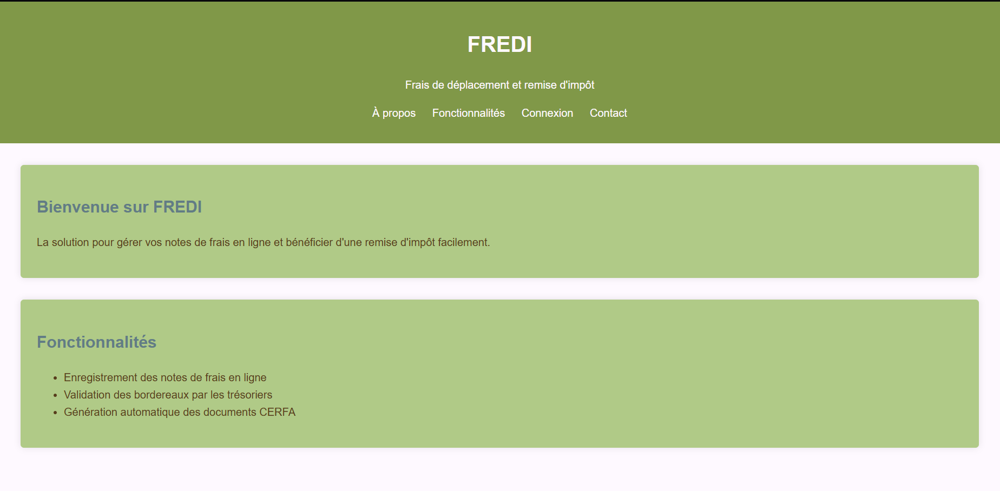 FREDI
Frais de déplacement et remise d'impôt
À propos Fonctionnalités Connexion Contact
Bienvenue sur FREDI
La solution pour gérer vos notes de frais en ligne et bénéficier d'une remise d'impôt facilement.
Fonctionnalités
• Enregistrement des notes de frais en ligne
• Validation des bordereaux par les trésoriers
• Génération automatique des documents CERFA